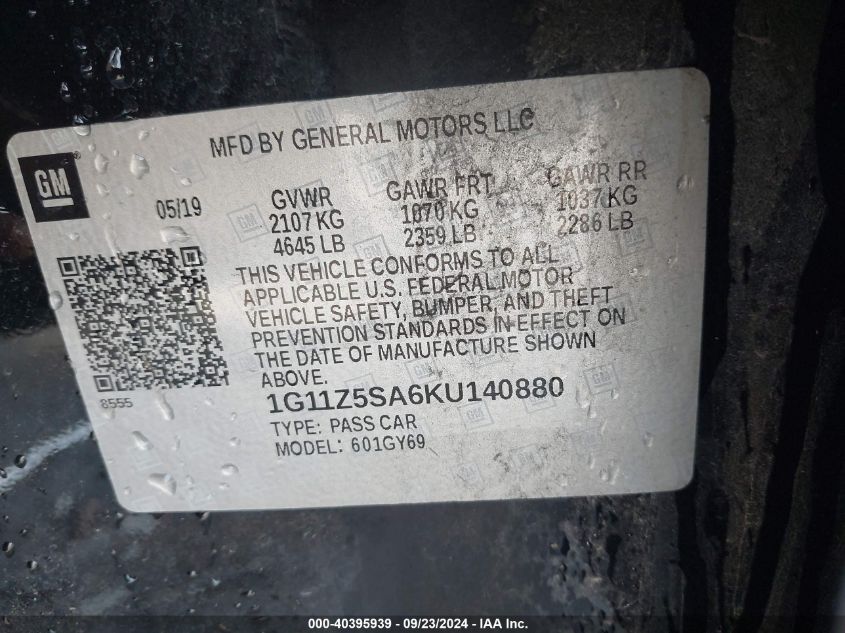 MFD BY GENERAL MOTORS LLC
GM ®
05/19
GVWR GAWR FRT GAWR RR
2107 KG 1070 KG 1037 KG
4645 LB 2359 LB 2286 LB
THIS VEHICLE CONFORMS TO ALL
APPLICABLE U.S. FEDERAL MOTOR
VEHICLE SAFETY, BUMPER, AND THEFT
PREVENTION STANDARDS IN EFFECT ON
THE DATE OF MANUFACTURE SHOWN
ABOVE.
8555
1G11Z5SA6KU140880
TYPE: PASS CAR
MODEL: 601GY69
000-40395939 / 09/23/2024 - IAA Inc.